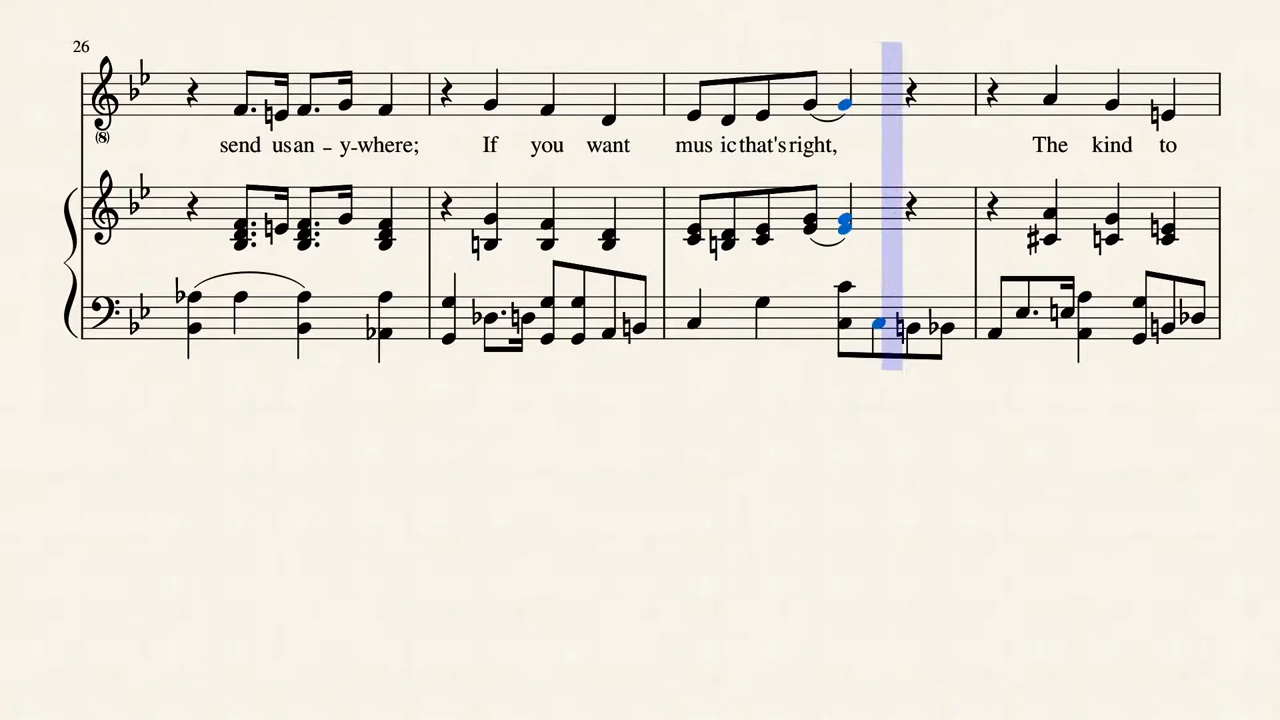 26
(8)
send us an – y-where; If you want mus ic that's right, The kind to